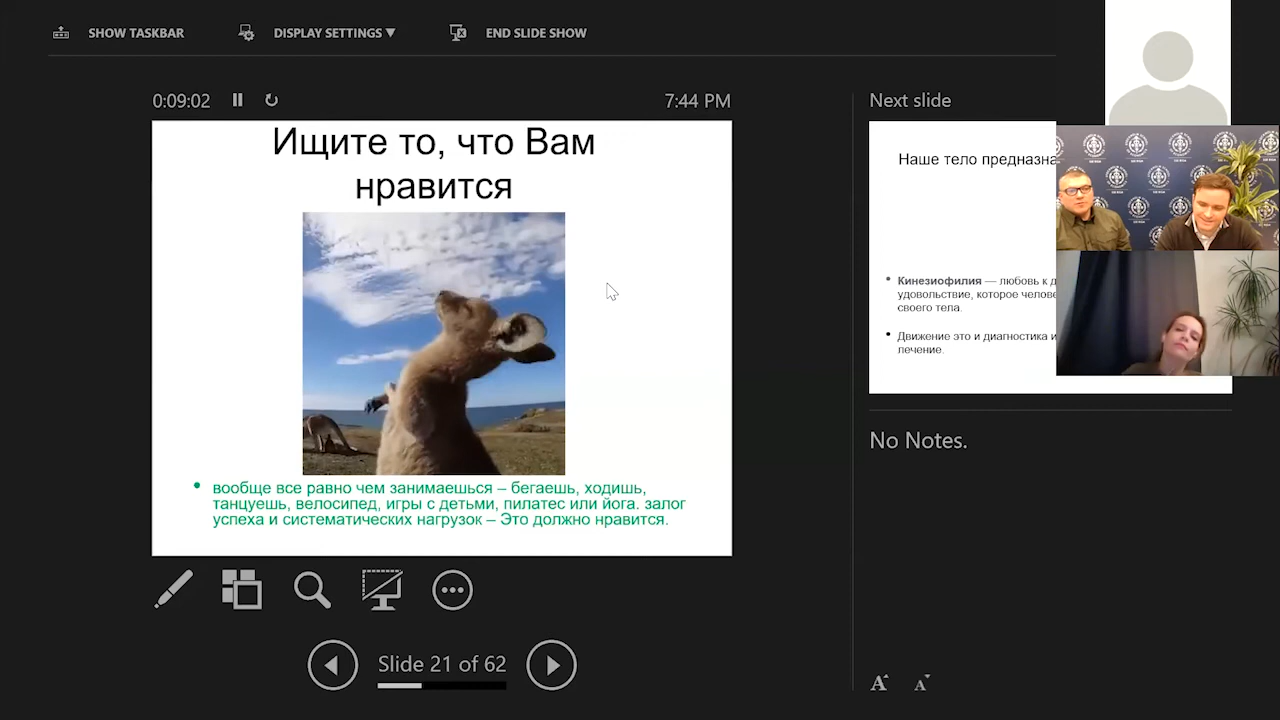 SHOW TASKBAR
DISPLAY SETTINGS ▼
END SLIDE SHOW
0:09:02
7:44 PM
Ищите то, что Вам
нравится
• вообще все равно чем занимаешься – бегаешь, ходишь,
танцуешь, велосипед, игры с детьми, пилатес или йога. залог
успеха и систематических нагрузок – Это должно нравится.
Slide 21 of 62
Next slide
Наше тело
• Кинезиофилия — любовь к
удовольствие, которое
своего тела.
• Движение это и диагностика и
лечение.
No Notes.
A A